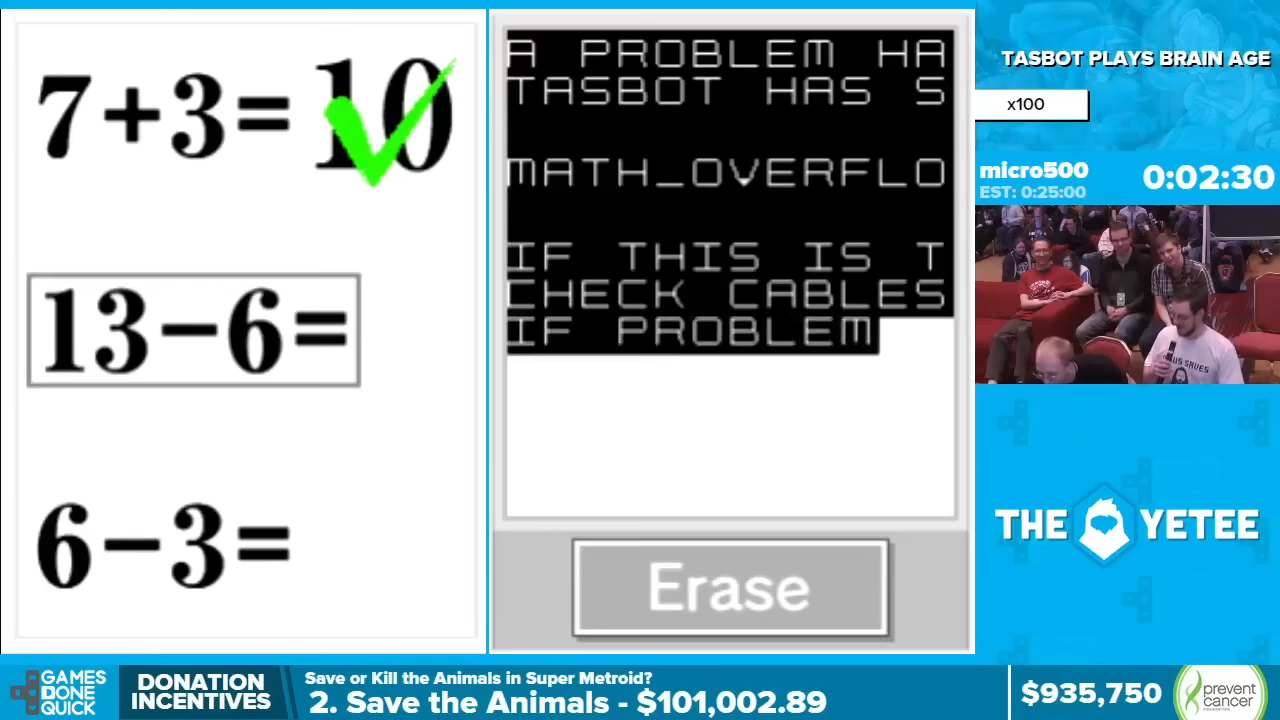 7+3= 10
13-6=
6-3=
A PROBLEM HA
TASBOT HAS S
MATH_OVERFLO
IF THIS IS T
CHECK CABLES
IF PROBLEM
Erase
TASBOT PLAYS BRAIN AGE
x100
micro500
EST: 0:25:00
0:02:30
THE YETEE
GAMES
DONE
QUICK
DONATION
INCENTIVES
Save or Kill the Animals in Super Metroid?
2. Save the Animals - $101,002.89
$935,750
prevent
cancer